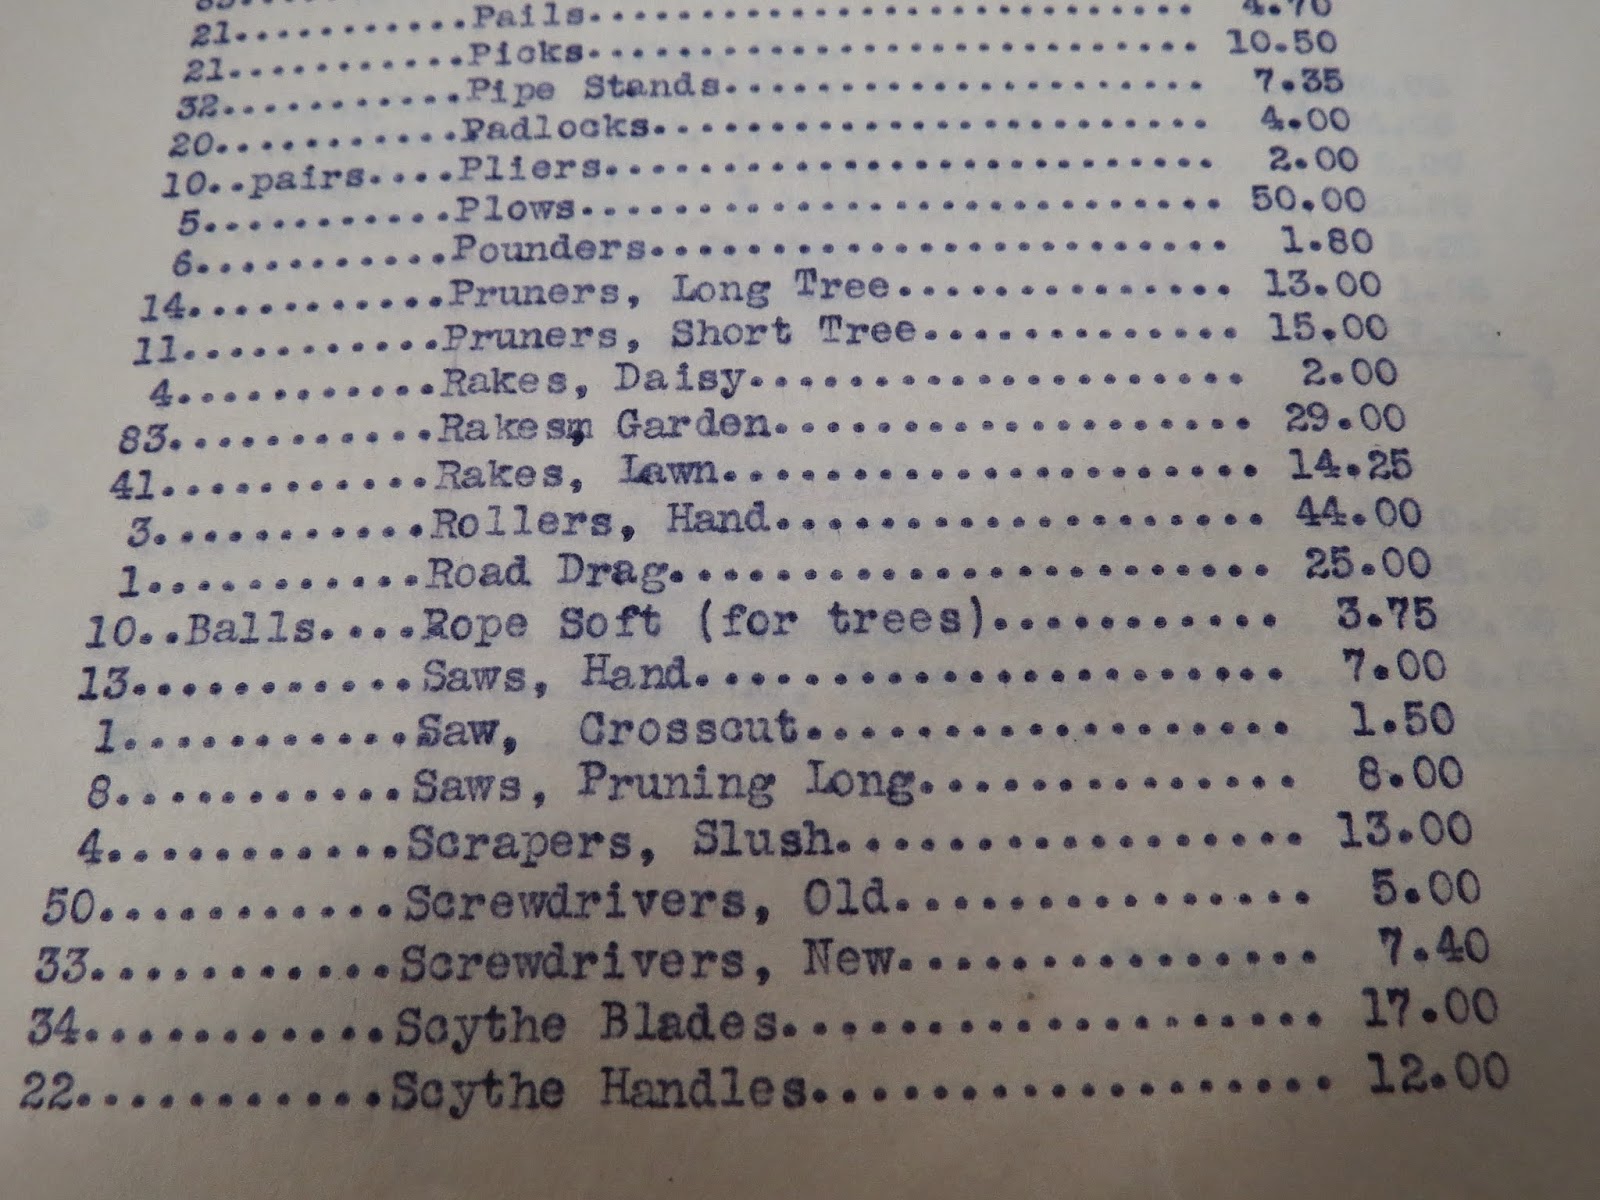 21...........Pails............................. 4.70
21...........Picks............................. 10.50
32...........Pipe Stands....................... 7.35
20...........Padlocks.......................... 4.00
10..pairs....Pliers............................ 2.00
5...........Plows............................. 50.00
6...........Pounders.......................... 1.80
14...........Pruners, Long Tree............... 13.00
11...........Pruners, Short Tree.............. 15.00
4...........Rakes, Daisy..................... 2.00
83...........Rakes, Garden.................... 29.00
41...........Rakes, Lawn...................... 14.25
3...........Rollers, Hand.................... 44.00
1...........Road Drag........................ 25.00
10..Balls....Rope Soft (for trees)............ 3.75
13...........Saws, Hand....................... 7.00
1...........Saw, Crosscut................... 1.50
8...........Saws, Pruning Long.............. 8.00
4...........Scrapers, Slush................. 13.00
50...........Screwdrivers, Old............... 5.00
33...........Screwdrivers, New............... 7.40
34...........Scythe Blades................... 17.00
22...........Scythe Handles.................. 12.00